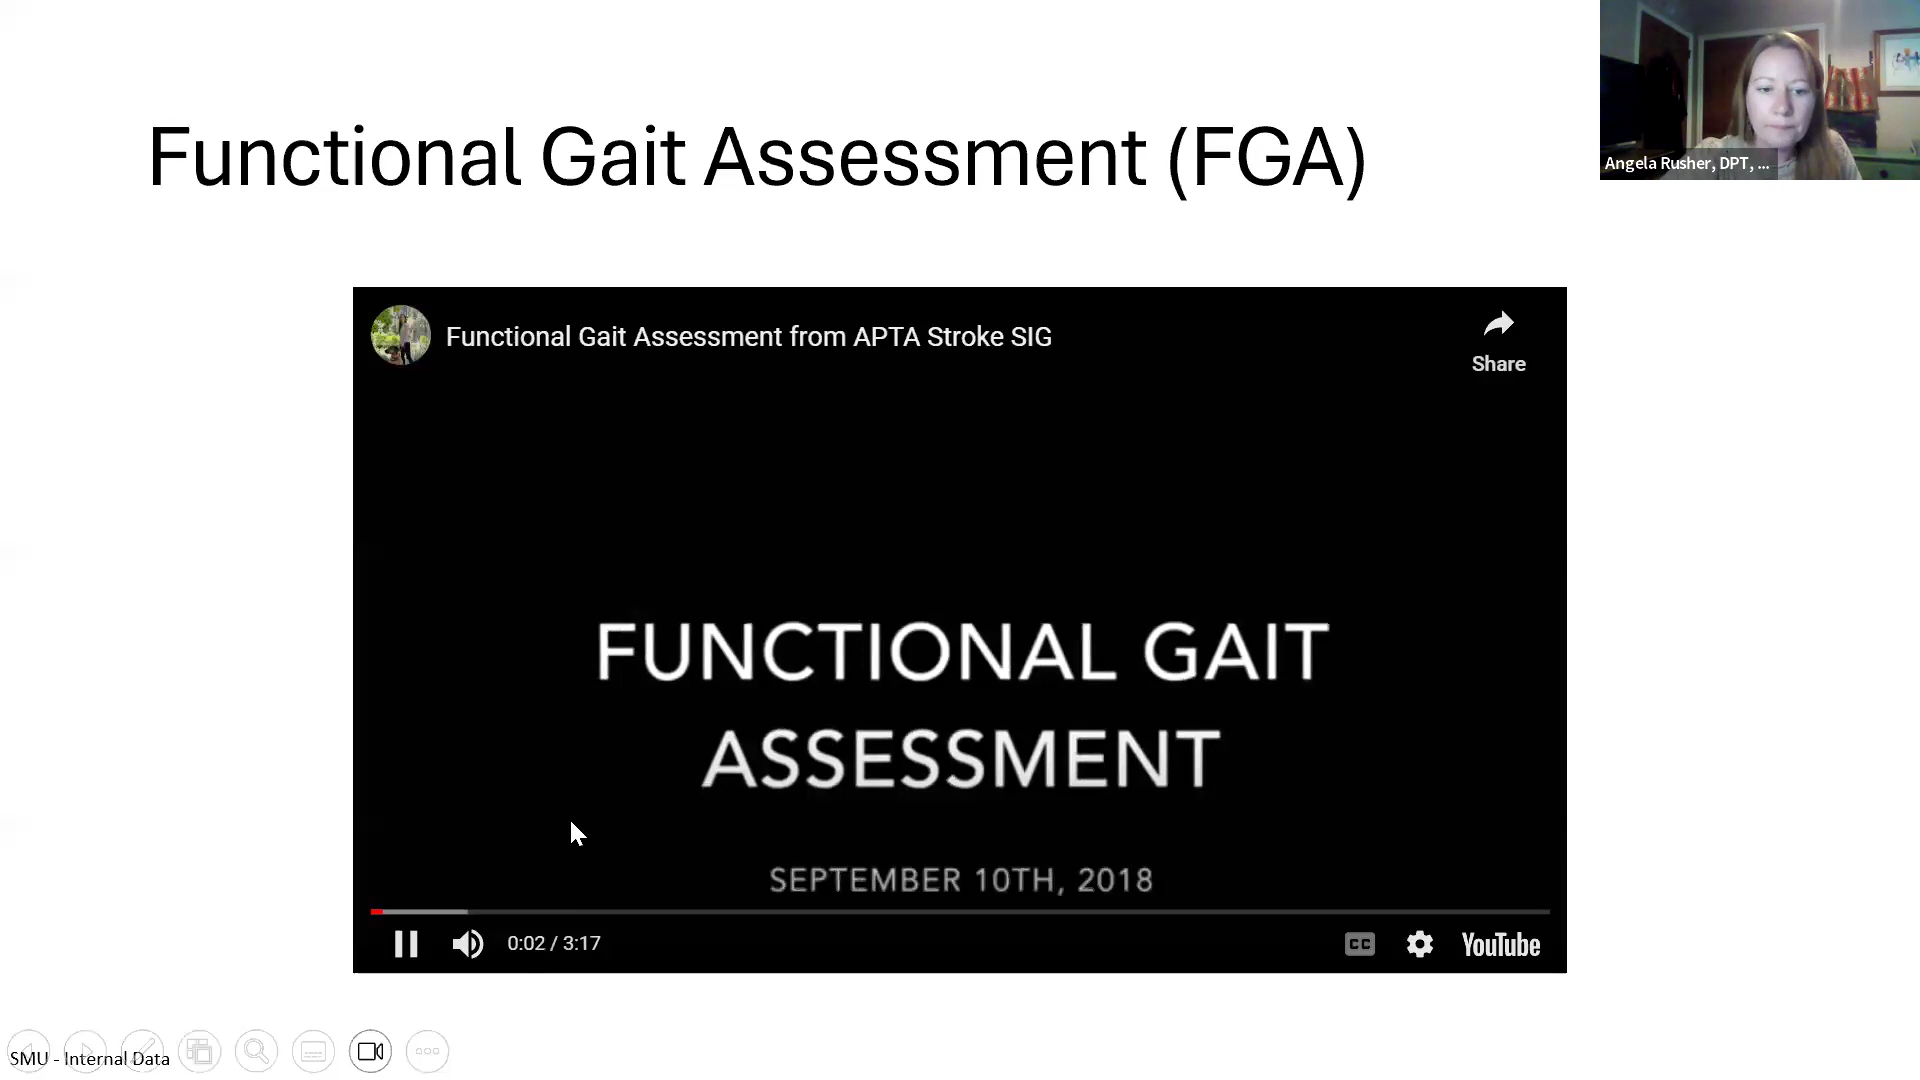 Functional Gait Assessment (FGA)
Angela Rusher, DPT, ...
Functional Gait Assessment from APTA Stroke SIG
Share
FUNCTIONAL GAIT
ASSESSMENT
SEPTEMBER 10TH, 2018
0:02 / 3:17
CC
YouTube
SMU - Internal Data